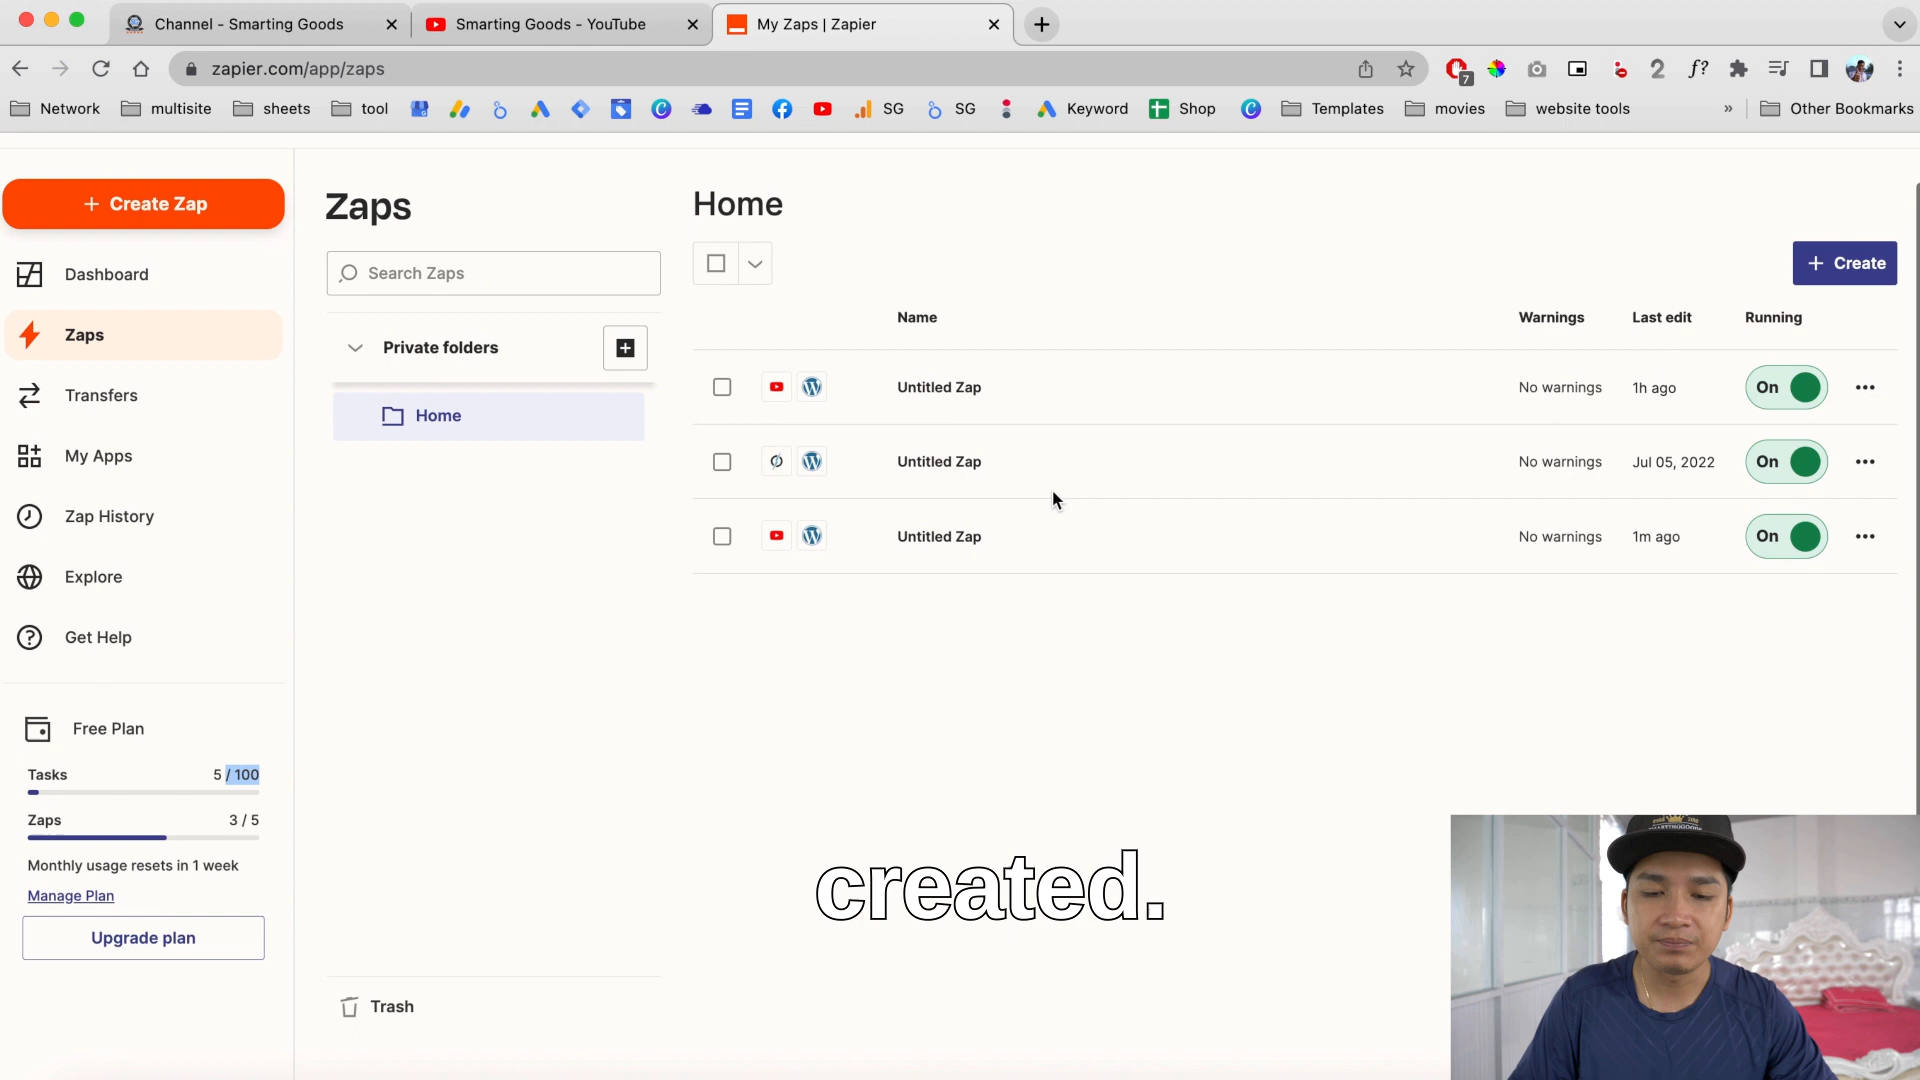 Channel - Smarting Goods
Smarting Goods - YouTube
My Zaps | Zapier
zapier.com/app/zaps
7
2
f?
Network
multisite
sheets
tool
SG
SG
Keyword
Shop
Templates
movies
website tools
»
Other Bookmarks
+ Create Zap
Dashboard
Zaps
Transfers
My Apps
Zap History
Explore
Get Help
Free Plan
Tasks 5 / 100
Zaps 3 / 5
Monthly usage resets in 1 week
Manage Plan
Upgrade plan
Zaps
Search Zaps
Private folders
Home
Trash
Home
+ Create
Name Warnings Last edit Running
Untitled Zap No warnings 1h ago On
Untitled Zap No warnings Jul 05, 2022 On
Untitled Zap No warnings 1m ago On
created.